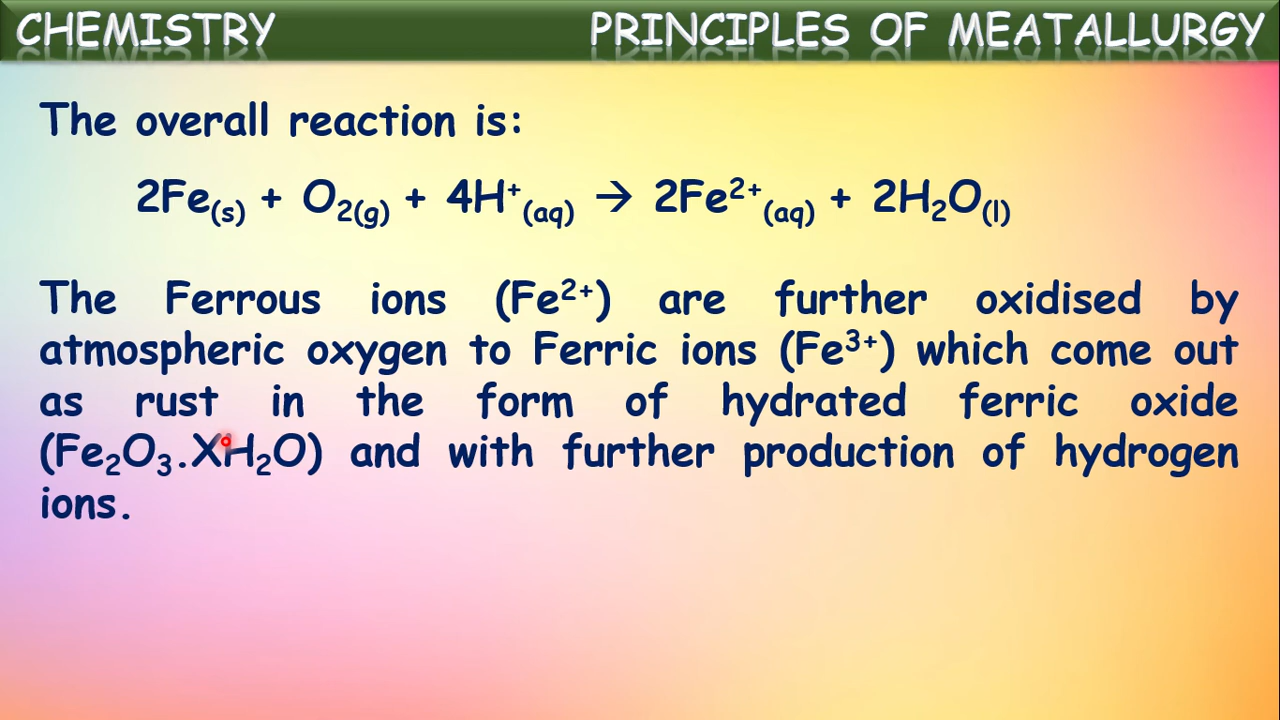 CHEMISTRY PRINCIPLES OF MEATALLURGY
The overall reaction is:
2Fe(s) + O2(g) + 4H⁺(aq) → 2Fe²⁺(aq) + 2H₂O(l)
The Ferrous ions (Fe²⁺) are further oxidised by
atmospheric oxygen to Ferric ions (Fe³⁺) which come out
as rust in the form of hydrated ferric oxide
(Fe₂O₃.XH₂O) and with further production of hydrogen
ions.